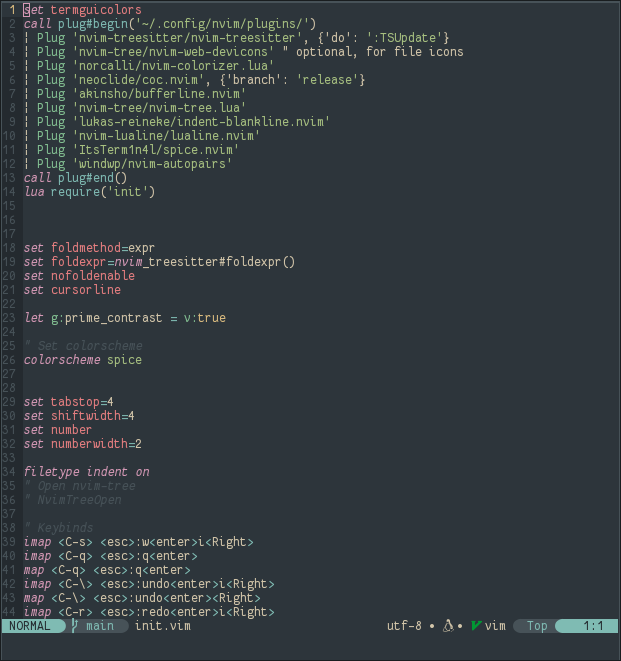 1 set termguicolors
2 call plug#begin('~/.config/nvim/plugins/')
3 ¦ Plug 'nvim-treesitter/nvim-treesitter', {'do': ':TSUpdate'}
4 ¦ Plug 'nvim-tree/nvim-web-devicons' " optional, for file icons
5 ¦ Plug 'norcalli/nvim-colorizer.lua'
6 ¦ Plug 'neoclide/coc.nvim', {'branch': 'release'}
7 ¦ Plug 'akinsho/bufferline.nvim'
8 ¦ Plug 'nvim-tree/nvim-tree.lua'
9 ¦ Plug 'lukas-reineke/indent-blankline.nvim'
10 ¦ Plug 'nvim-lualine/lualine.nvim'
11 ¦ Plug 'ItsTerm1n4l/spice.nvim'
12 ¦ Plug 'windwp/nvim-autopairs'
13 call plug#end()
14 lua require('init')
15
16
17
18 set foldmethod=expr
19 set foldexpr=nvim_treesitter#foldexpr()
20 set nofoldenable
21 set cursorline
22
23 let g:prime_contrast = v:true
24
25 " Set colorscheme
26 colorscheme spice
27
28
29 set tabstop=4
30 set shiftwidth=4
31 set number
32 set numberwidth=2
33
34 filetype indent on
35 " Open nvim-tree
36 " NvimTreeOpen
37
38 " Keybinds
39 imap <C-s> <esc>:w<enter>i<Right>
40 imap <C-q> <esc>:q<enter>
41 map <C-q> <esc>:q<enter>
42 imap <C-\> <esc>:undo<enter>i<Right>
43 map <C-\> <esc>:undo<enter><Right>
44 imap <C-r> <esc>:redo<enter>i<Right>
NORMAL main init.vim utf-8 • • vim Top 1:1